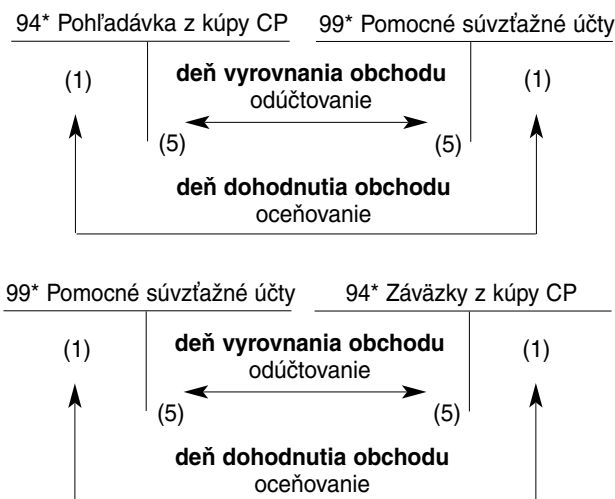 94* Pohľadávka z kúpy CP 99* Pomocné súvzťažné účty
(1) deň vyrovnania obchodu (1)
odúčtovanie
(5) (5)
deň dohodnutia obchodu
oceňovanie
99* Pomocné súvzťažné účty 94* Záväzky z kúpy CP
(1) deň vyrovnania obchodu (1)
odúčtovanie
(5) (5)
deň dohodnutia obchodu
oceňovanie